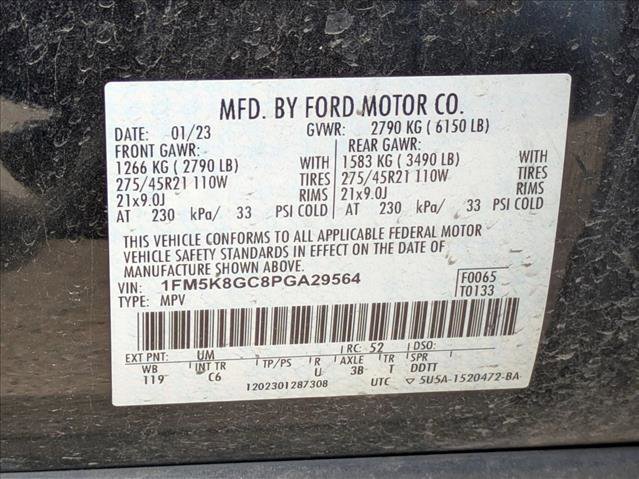 MFD. BY FORD MOTOR CO.
DATE: 01/23 GVWR: 2790 KG ( 6150 LB)
FRONT GAWR: REAR GAWR:
1266 KG ( 2790 LB) WITH 1583 KG ( 3490 LB) WITH
275/45R21 110W TIRES 275/45R21 110W TIRES
21x9.0J RIMS 21x9.0J RIMS
AT 230 kPa/ 33 PSI COLD AT 230 kPa/ 33 PSI COLD
THIS VEHICLE CONFORMS TO ALL APPLICABLE FEDERAL MOTOR
VEHICLE SAFETY STANDARDS IN EFFECT ON THE DATE OF
MANUFACTURE SHOWN ABOVE.
VIN: 1FM5K8GC8PGA29564 F0065
TYPE: MPV T0133
EXT PNT: UM RC: 52 DSO:
WB INT TR TP/PS R AXLE TR SPR
119 C6 U 3B T DDTT
1202301287308 UTC ▽ 5U5A-1520472-BA